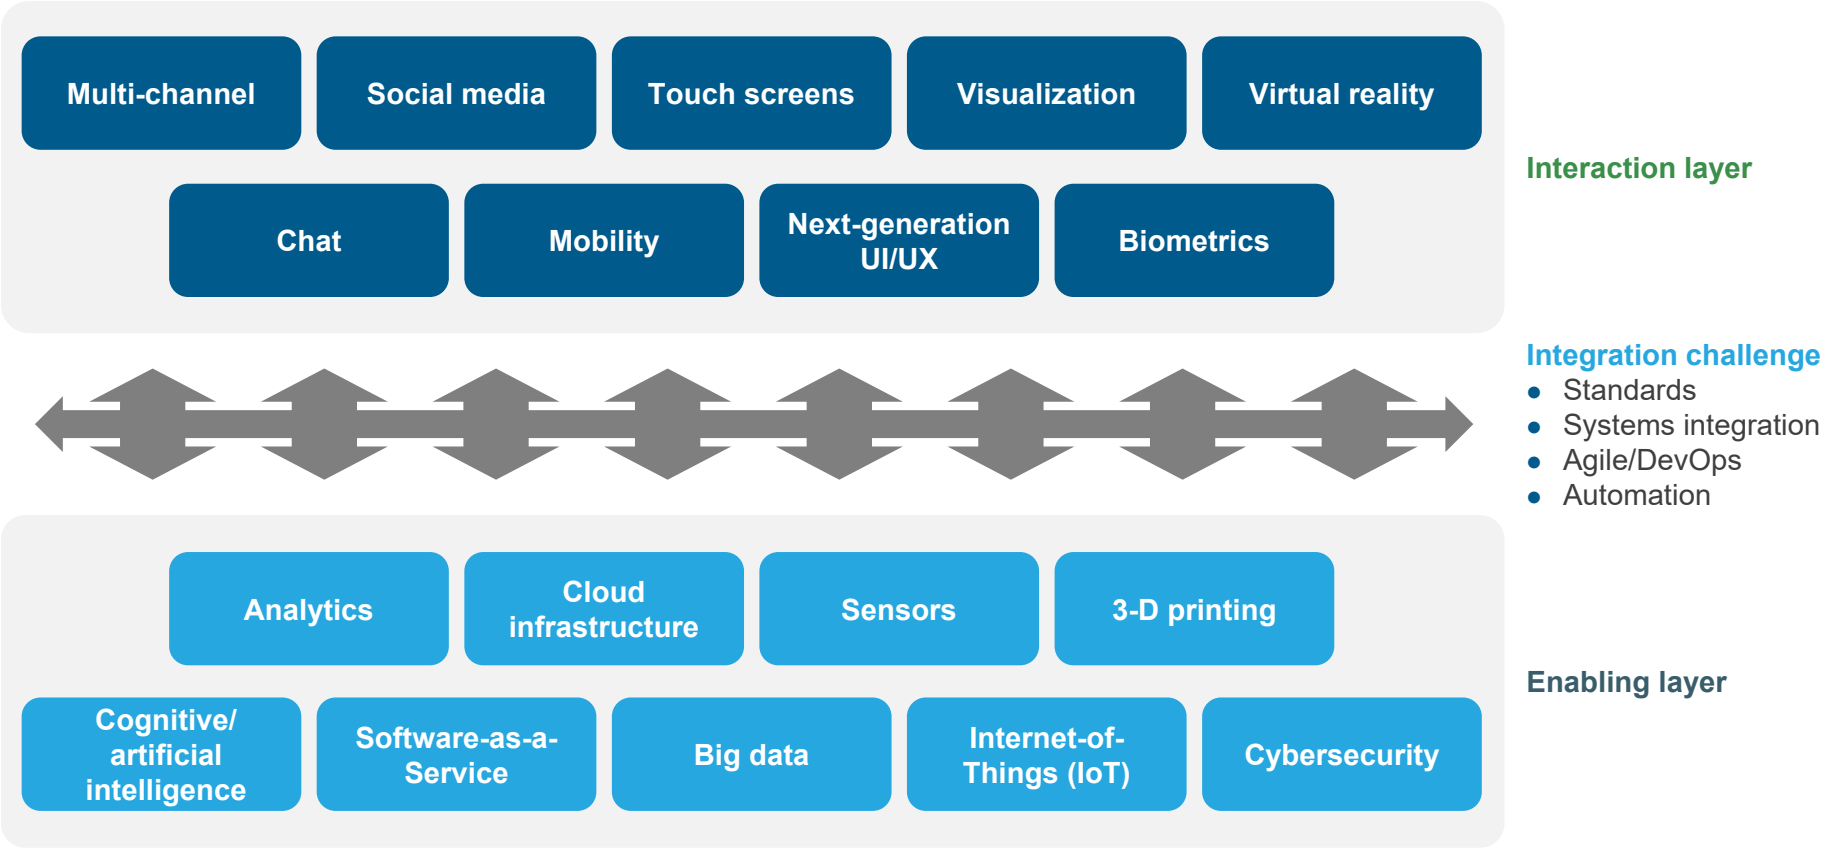 Multi-channel
Social media
Touch screens
Visualization
Virtual reality
Interaction layer
Chat
Mobility
Next-generation
UI/UX
Biometrics
Integration challenge
● Standards
● Systems integration
● Agile/DevOps
● Automation
Analytics
Cloud
infrastructure
Sensors
3-D printing
Enabling layer
Cognitive/
artificial
intelligence
Software-as-a-
Service
Big data
Internet-of-
Things (IoT)
Cybersecurity